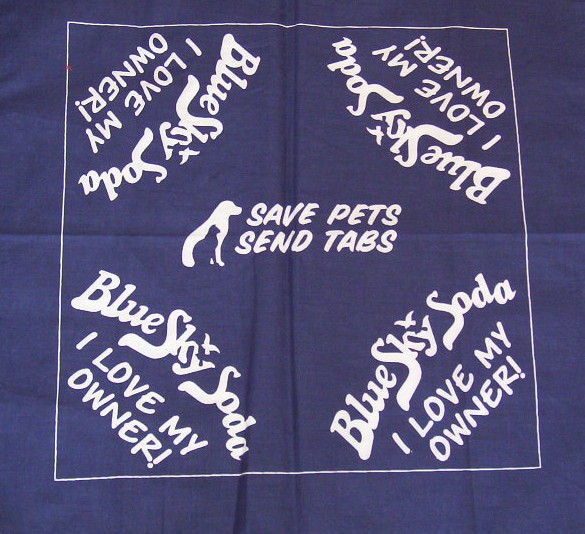 Blue Sky Soda
I LOVE MY
OWNER!
Blue Sky Soda
I LOVE MY
OWNER!
SAVE PETS
SEND TABS
Blue Sky Soda
I LOVE MY
OWNER!
Blue Sky Soda
I LOVE MY
OWNER!